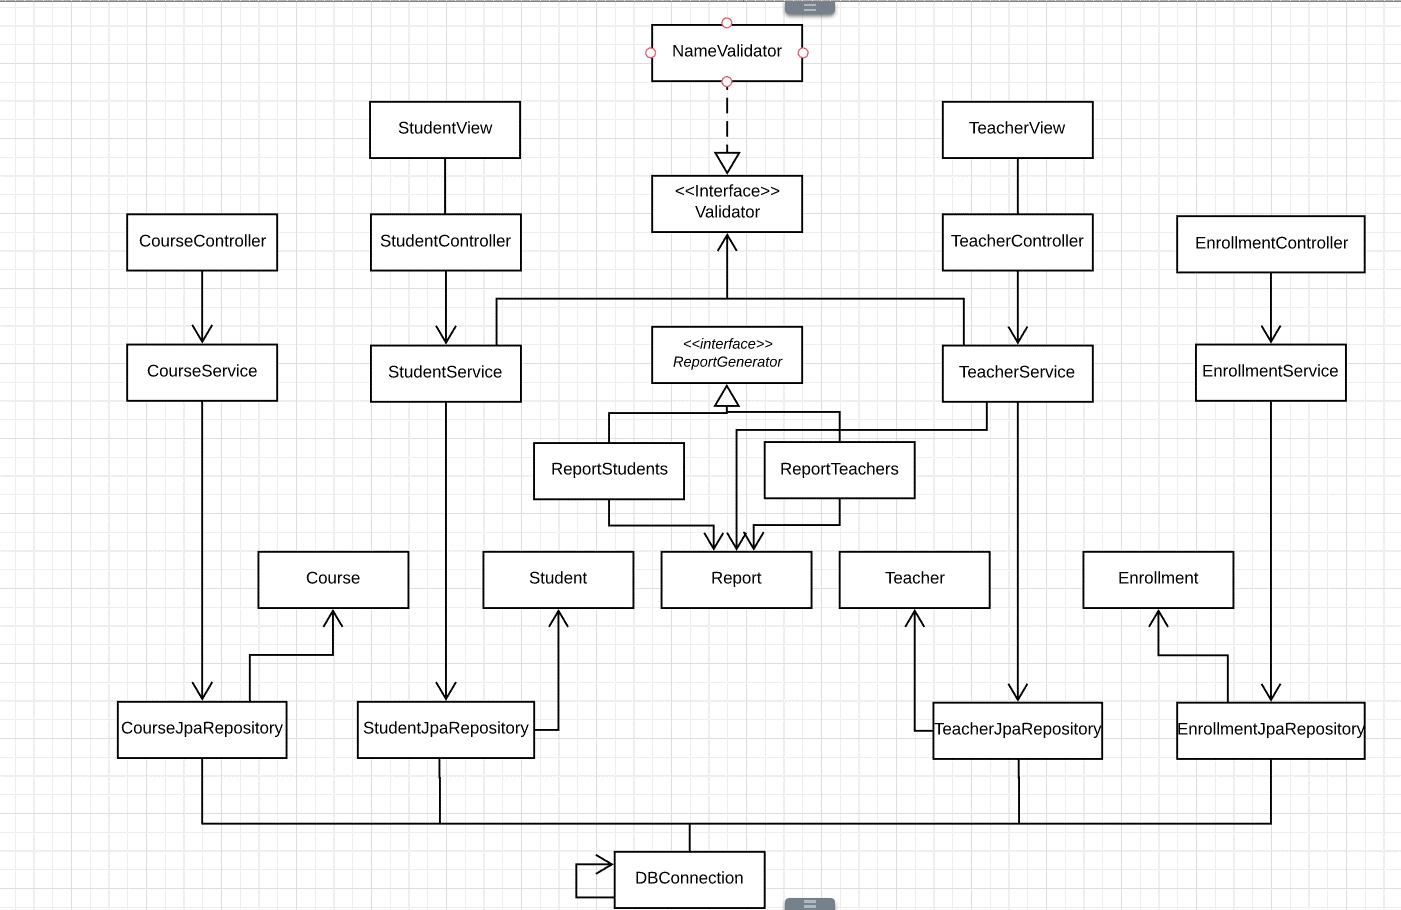 NameValidator
StudentView
TeacherView
<<Interface>>
Validator
CourseController
StudentController
TeacherController
EnrollmentController
<<interface>>
ReportGenerator
CourseService
StudentService
TeacherService
EnrollmentService
ReportStudents
ReportTeachers
Course
Student
Report
Teacher
Enrollment
CourseJpaRepository
StudentJpaRepository
TeacherJpaRepository
EnrollmentJpaRepository
DBConnection